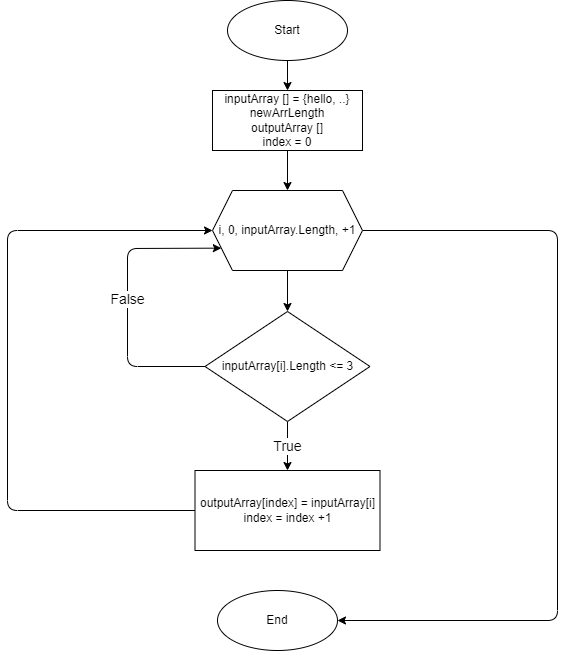 Start
inputArray [] = {hello, ..}
newArrLength
outputArray []
index = 0
i, 0, inputArray.Length, +1
False
inputArray[i].Length <= 3
True
outputArray[index] = inputArray[i]
index = index +1
End